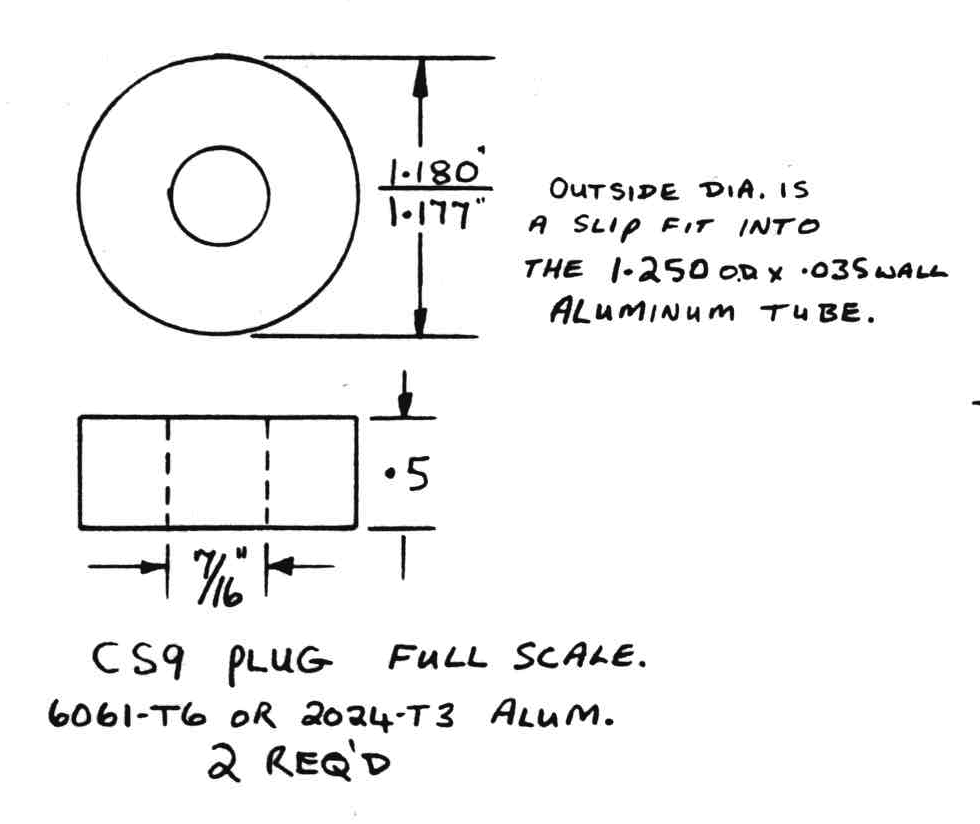 1.180"
1.177"
OUTSIDE DIA. IS
A SLIP FIT INTO
THE 1.250 O.D x .035 WALL
ALUMINUM TUBE.
.5
7/16"
CS9 PLUG FULL SCALE.
6061-T6 OR 2024-T3 ALUM.
2 REQ'D